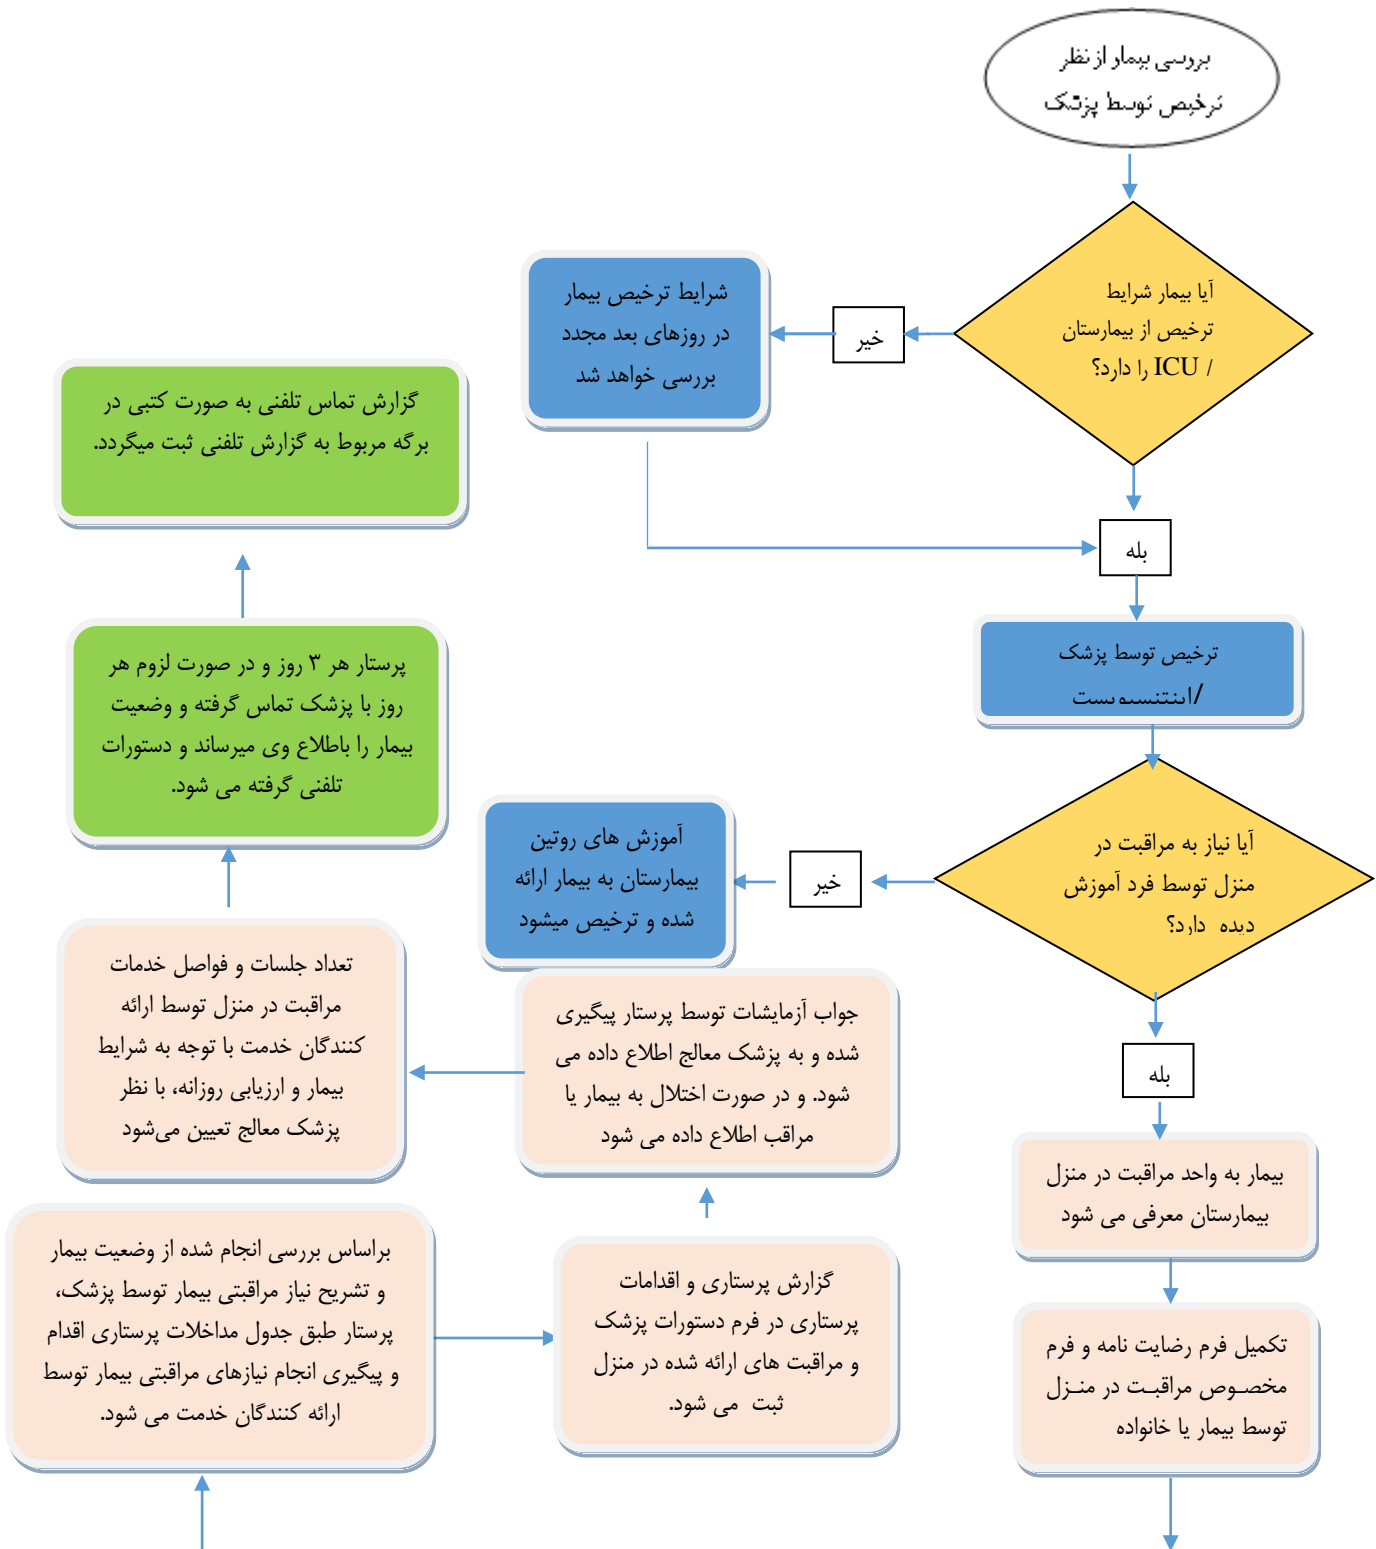 بررسی بیمار از نظر
ترخیص توسط پزشک
آیا بیمار شرایط
ترخیص از بیمارستان
/ ICU را دارد؟
خیر
شرایط ترخیص بیمار
در روزهای بعد مجدد
بررسی خواهد شد
بله
ترخیص توسط پزشک
/اینتنسیویست
آیا نیاز به مراقبت در
منزل توسط فرد آموزش
دیده دارد؟
خیر
آموزش های روتین
بیمارستان به بیمار ارائه
شده و ترخیص میشود
بله
بیمار به واحد مراقبت در منزل
بیمارستان معرفی می شود
تکمیل فرم رضایت نامه و فرم
مخصوص مراقبت در منزل
توسط بیمار یا خانواده
براساس بررسی انجام شده از وضعیت بیمار
و تشریح نیاز مراقبتی بیمار توسط پزشک،
پرستار طبق جدول مداخلات پرستاری اقدام
و پیگیری انجام نیازهای مراقبتی بیمار توسط
ارائه کنندگان خدمت می شود.
گزارش پرستاری و اقدامات
پرستاری در فرم دستورات پزشک
و مراقبت های ارائه شده در منزل
ثبت می شود.
جواب آزمایشات توسط پرستار پیگیری
شده و به پزشک معالج اطلاع داده می
شود. و در صورت اختلال به بیمار یا
مراقب اطلاع داده می شود
تعداد جلسات و فواصل خدمات
مراقبت در منزل توسط ارائه
کنندگان خدمت با توجه به شرایط
بیمار و ارزیابی روزانه، با نظر
پزشک معالج تعیین می‌شود
پرستار هر ۳ روز و در صورت لزوم هر
روز با پزشک تماس گرفته و وضعیت
بیمار را باطلاع وی میرساند و دستورات
تلفنی گرفته می شود.
گزارش تماس تلفنی به صورت کتبی در
برگه مربوط به گزارش تلفنی ثبت میگردد.